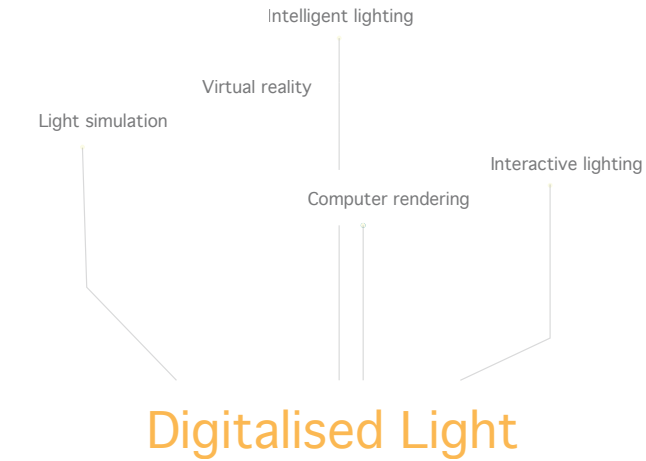 Intelligent lighting
Virtual reality
Light simulation
Interactive lighting
Computer rendering
Digitalised Light